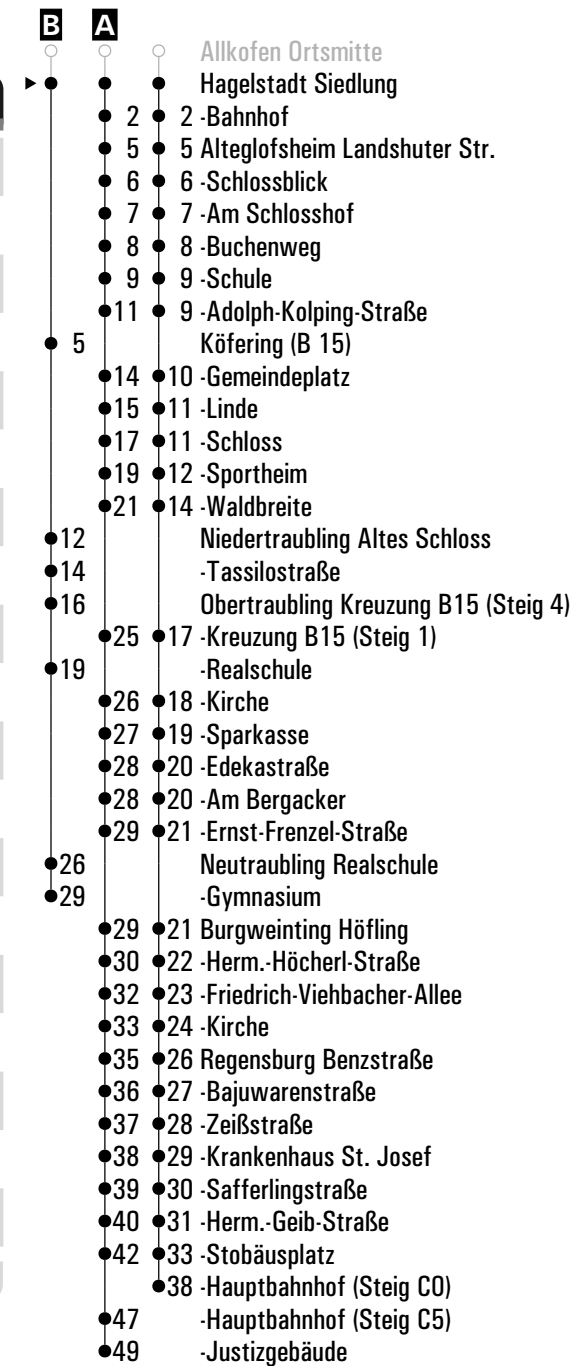 B A
Allkofen Ortsmitte
Hagelstadt Siedlung
2 2 -Bahnhof
5 5 Alteglofsheim Landshuter Str.
6 6 -Schlossblick
7 7 -Am Schlosshof
8 8 -Buchenweg
9 9 -Schule
11 9 -Adolph-Kolping-Straße
5 Köfering (B 15)
14 10 -Gemeindeplatz
15 11 -Linde
17 11 -Schloss
19 12 -Sportheim
21 14 -Waldbreite
12 Niedertraubling Altes Schloss
14 -Tassilostraße
16 Obertraubling Kreuzung B15 (Steig 4)
25 17 -Kreuzung B15 (Steig 1)
19 -Realschule
26 18 -Kirche
27 19 -Sparkasse
28 20 -Edekastraße
28 20 -Am Bergacker
29 21 -Ernst-Frenzel-Straße
26 Neutraubling Realschule
29 -Gymnasium
29 21 Burgweinting Höfling
30 22 -Herm.-Höcherl-Straße
32 23 -Friedrich-Viehbacher-Allee
33 24 -Kirche
35 26 Regensburg Benzstraße
36 27 -Bajuwarenstraße
37 28 -Zeißstraße
38 29 -Krankenhaus St. Josef
39 30 -Safferlingstraße
40 31 -Herm.-Geib-Straße
42 33 -Stobäusplatz
38 -Hauptbahnhof (Steig C0)
47 -Hauptbahnhof (Steig C5)
49 -Justizgebäude